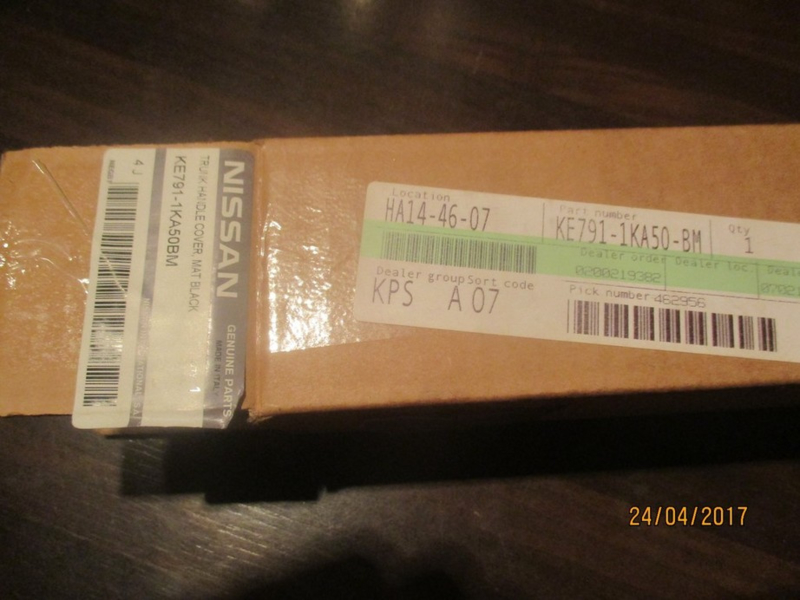 NISSAN
GENUINE PARTS
MADE IN ITALY
TRUNK HANDLE COVER, MAT BLACK
KE791-1KA50BM
4 J
Location
HA14-46-07
Part number
KE791-1KA50-BM
Qty
1
Dealer order
0200219302
Dealer loc
Dealer group
KPS
Sort code
A 07
Pick number 462956
24/04/2017